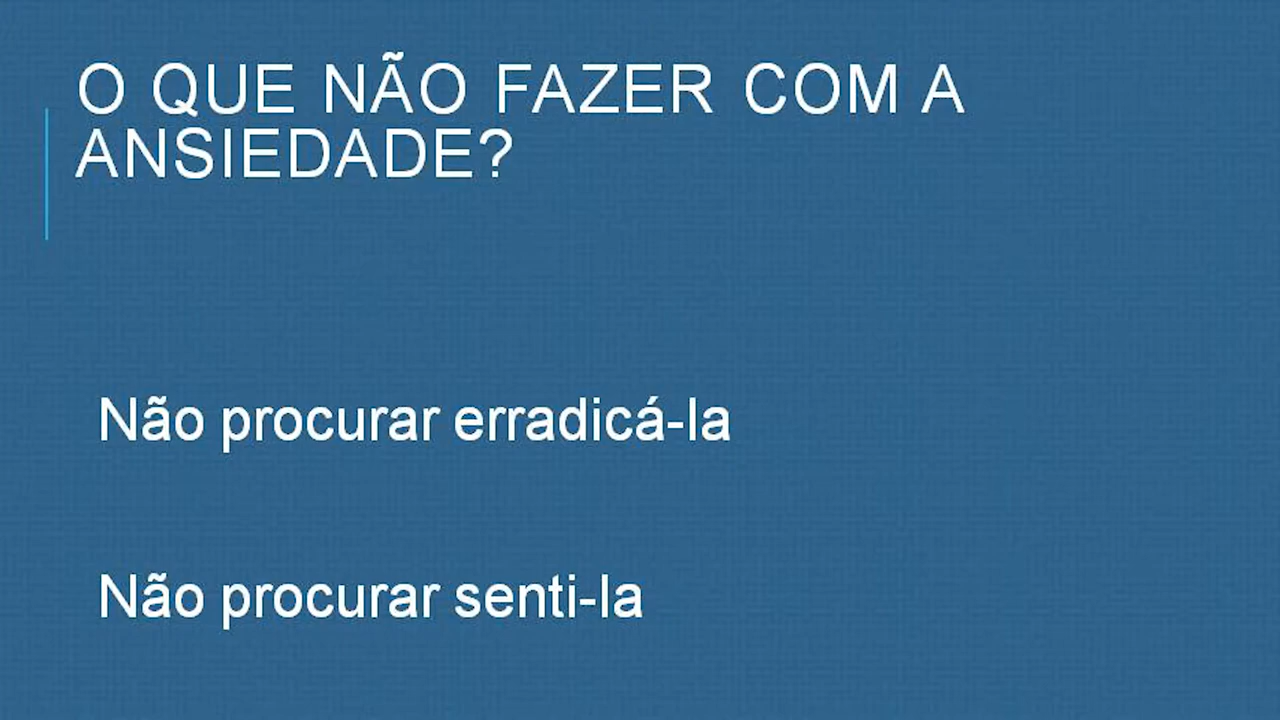 O QUE NÃO FAZER COM A
ANSIEDADE?
Não procurar erradicá-la
Não procurar senti-la